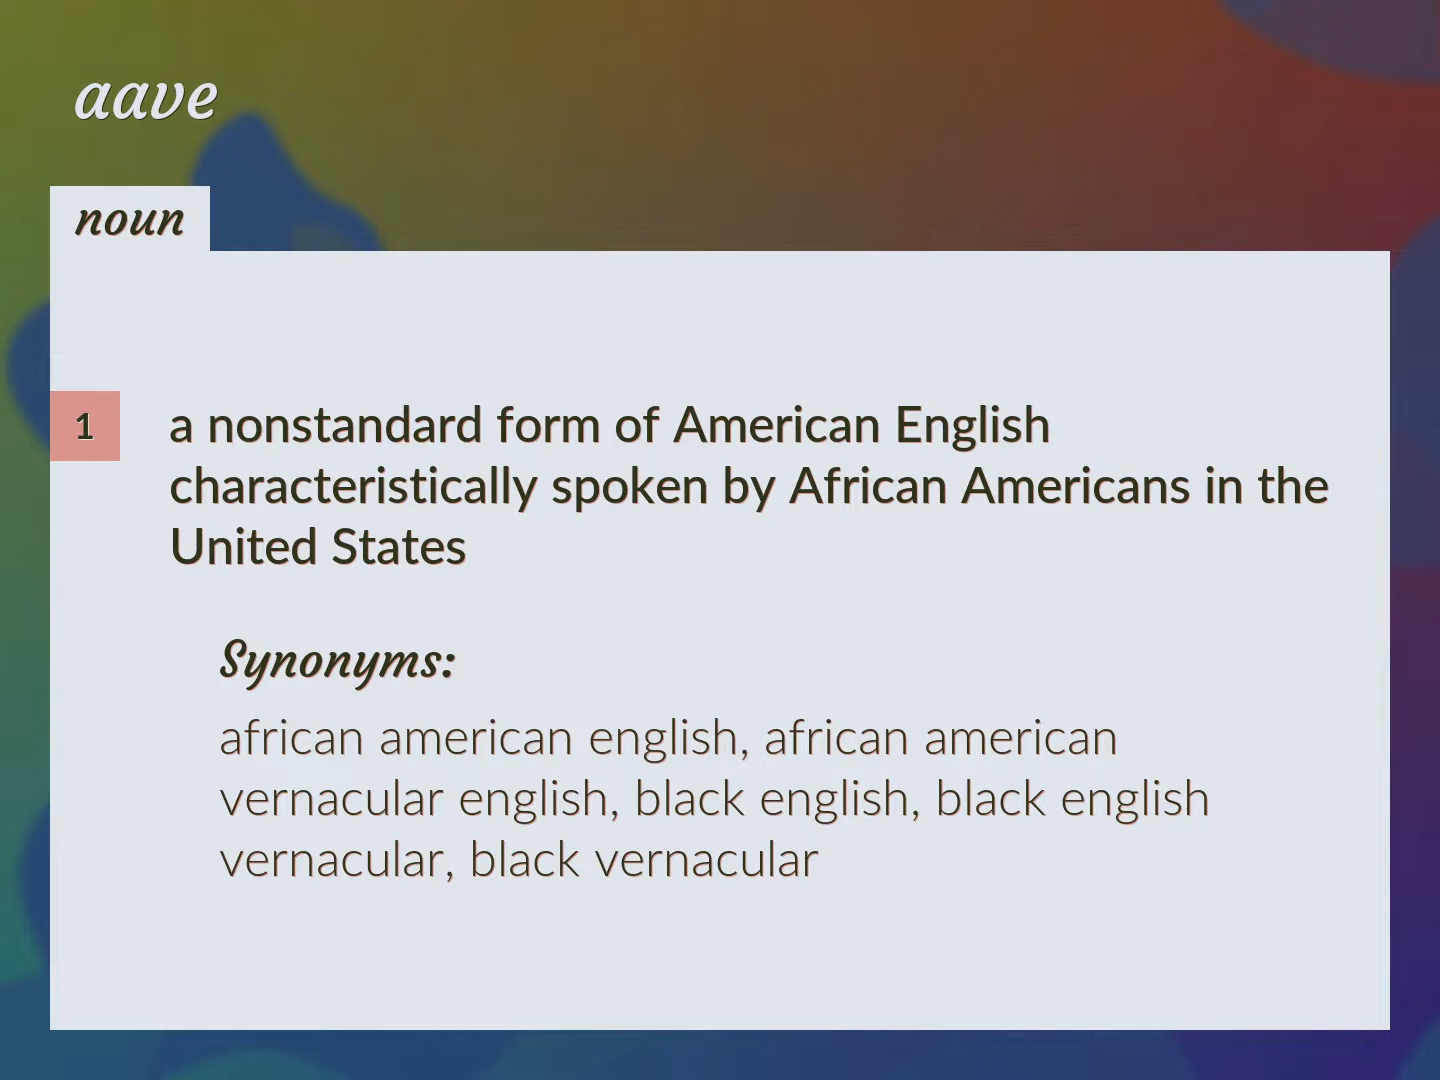 aave
noun
1
a nonstandard form of American English
characteristically spoken by African Americans in the
United States
Synonyms:
african american english, african american
vernacular english, black english, black english
vernacular, black vernacular